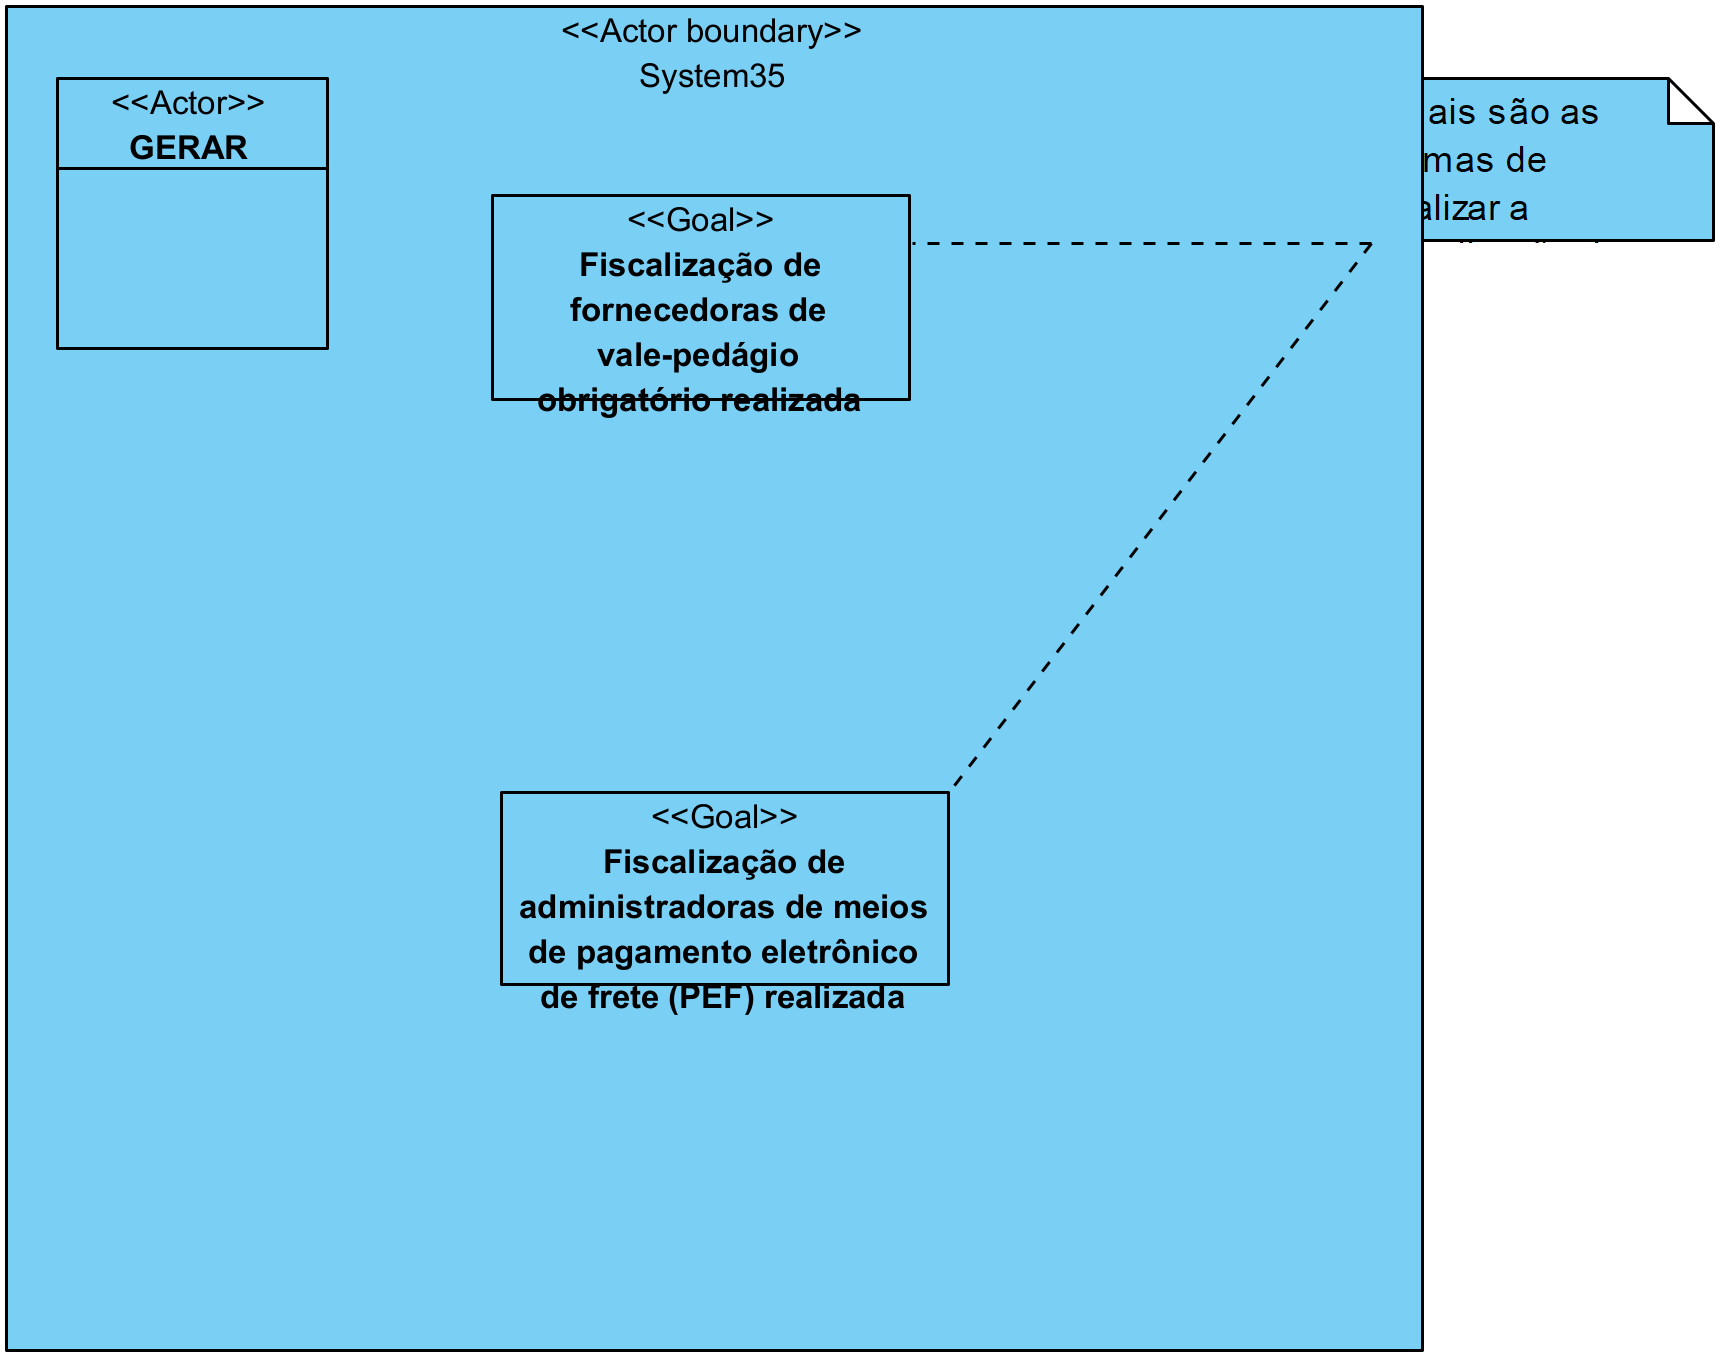 <<Actor boundary>>
System35
<<Actor>>
GERAR
<<Goal>>
Fiscalização de
fornecedoras de
vale-pedágio
obrigatório realizada
ais são as
mas de
alizar a
<<Goal>>
Fiscalização de
administradoras de meios
de pagamento eletrônico
de frete (PEF) realizada